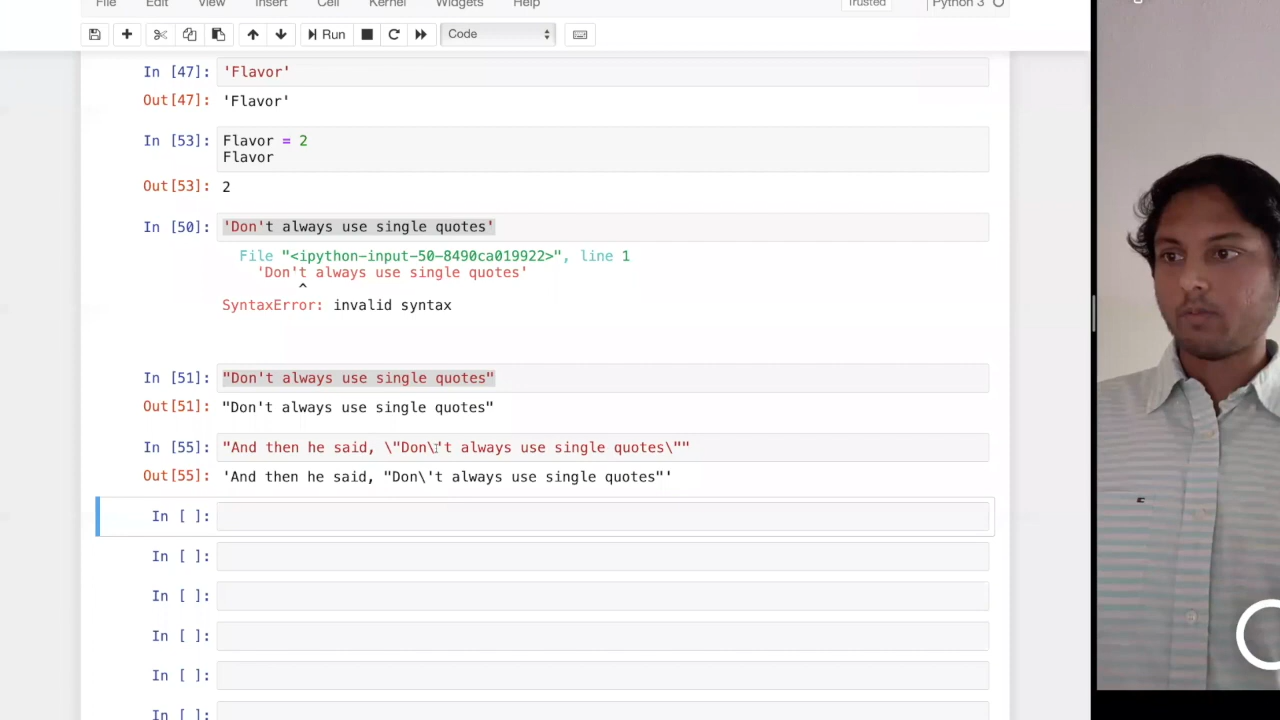 File Edit View Insert Cell Kernel Widgets Help Trusted Python 3
Run Code
In [47]: 'Flavor'
Out[47]: 'Flavor'
In [53]: Flavor = 2
Flavor
Out[53]: 2
In [50]: 'Don't always use single quotes'
File "<ipython-input-50-8490ca019922>", line 1
'Don't always use single quotes'
^
SyntaxError: invalid syntax
In [51]: "Don't always use single quotes"
Out[51]: "Don't always use single quotes"
In [55]: "And then he said, \"Don\'t always use single quotes\""
Out[55]: 'And then he said, "Don\'t always use single quotes"'
In [ ]:
In [ ]:
In [ ]:
In [ ]:
In [ ]:
In [ ]: